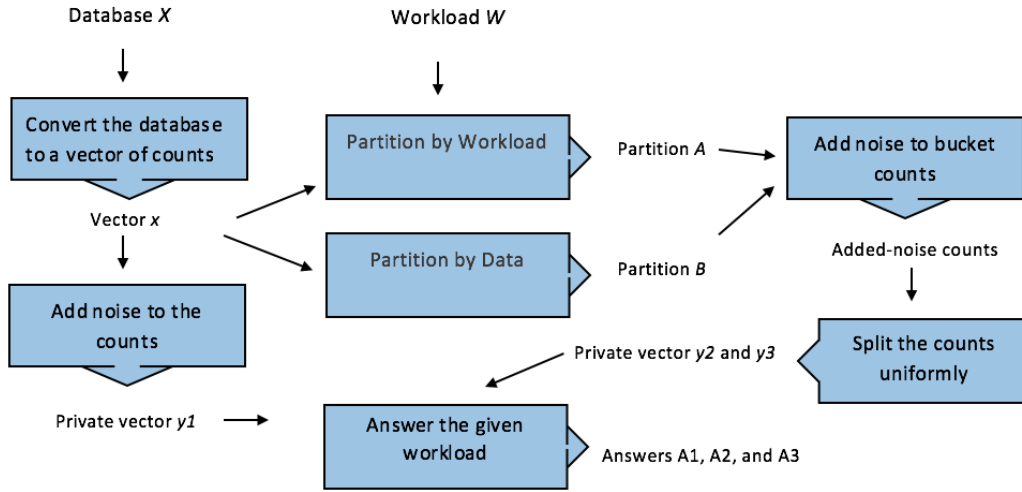 Database X
Workload W
Convert the database
to a vector of counts
Partition by Workload
Partition A
Add noise to bucket
counts
Vector x
Partition by Data
Partition B
Added-noise counts
Add noise to the
counts
Private vector y2 and y3
Split the counts
uniformly
Private vector y1
Answer the given
workload
Answers A1, A2, and A3